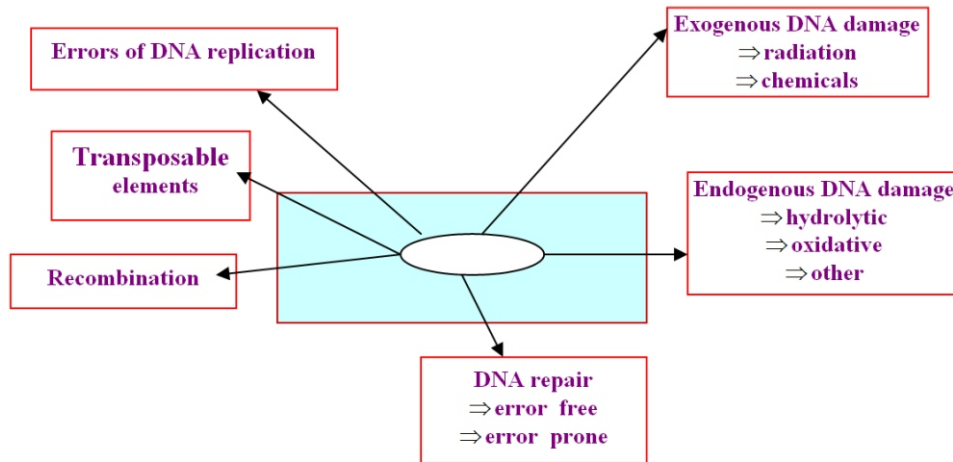 Errors of DNA replication
Exogenous DNA damage
⇒ radiation
⇒ chemicals
Transposable
elements
Endogenous DNA damage
⇒ hydrolytic
⇒ oxidative
⇒ other
Recombination
DNA repair
⇒ error free
⇒ error prone